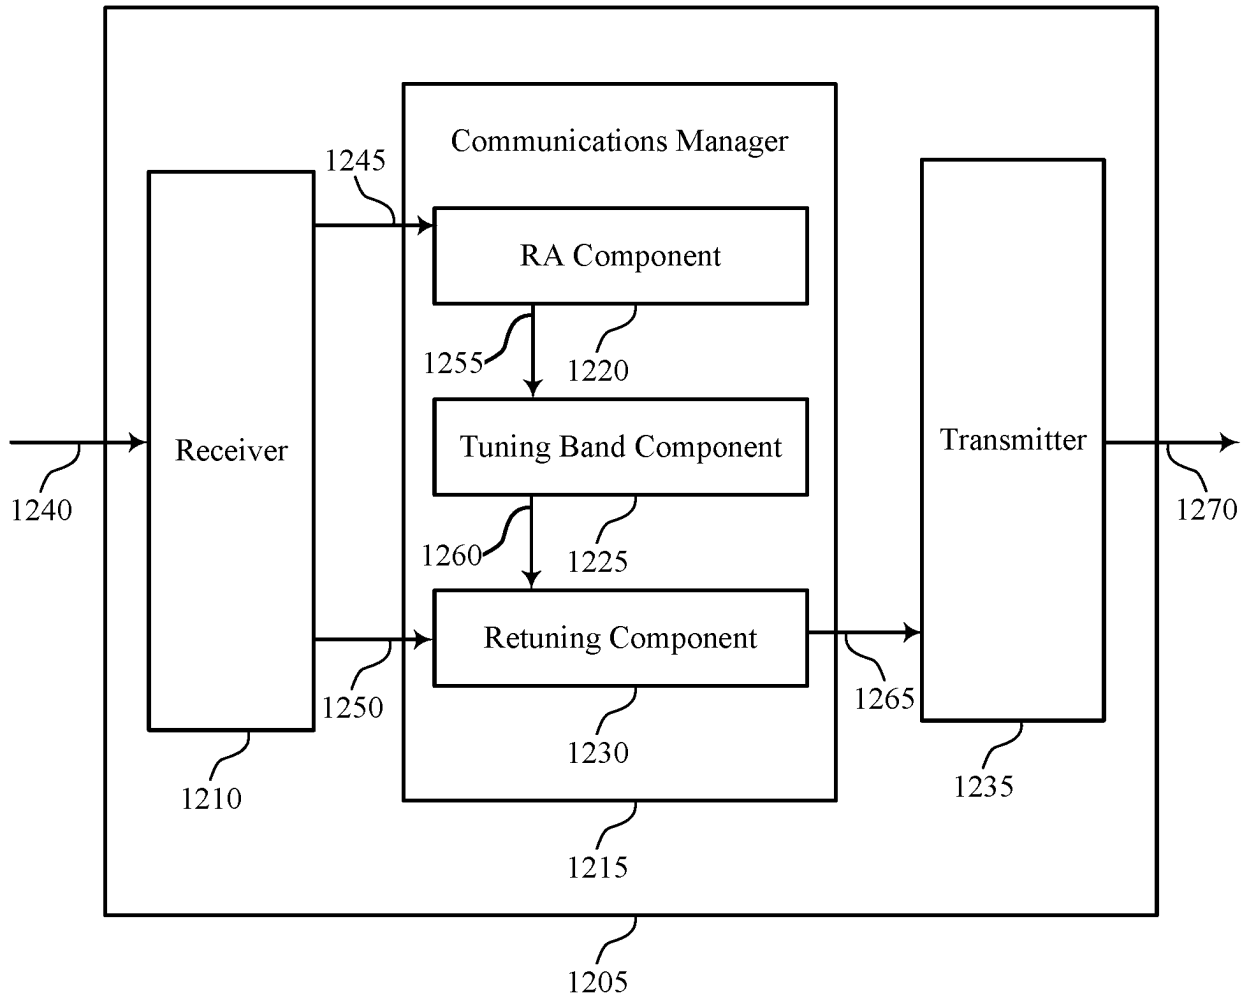 Communications Manager
1245
RA Component
1255
1220
Receiver
Tuning Band Component
Transmitter
1240
1270
1260
1225
Retuning Component
1250
1265
1230
1210
1235
1215
1205